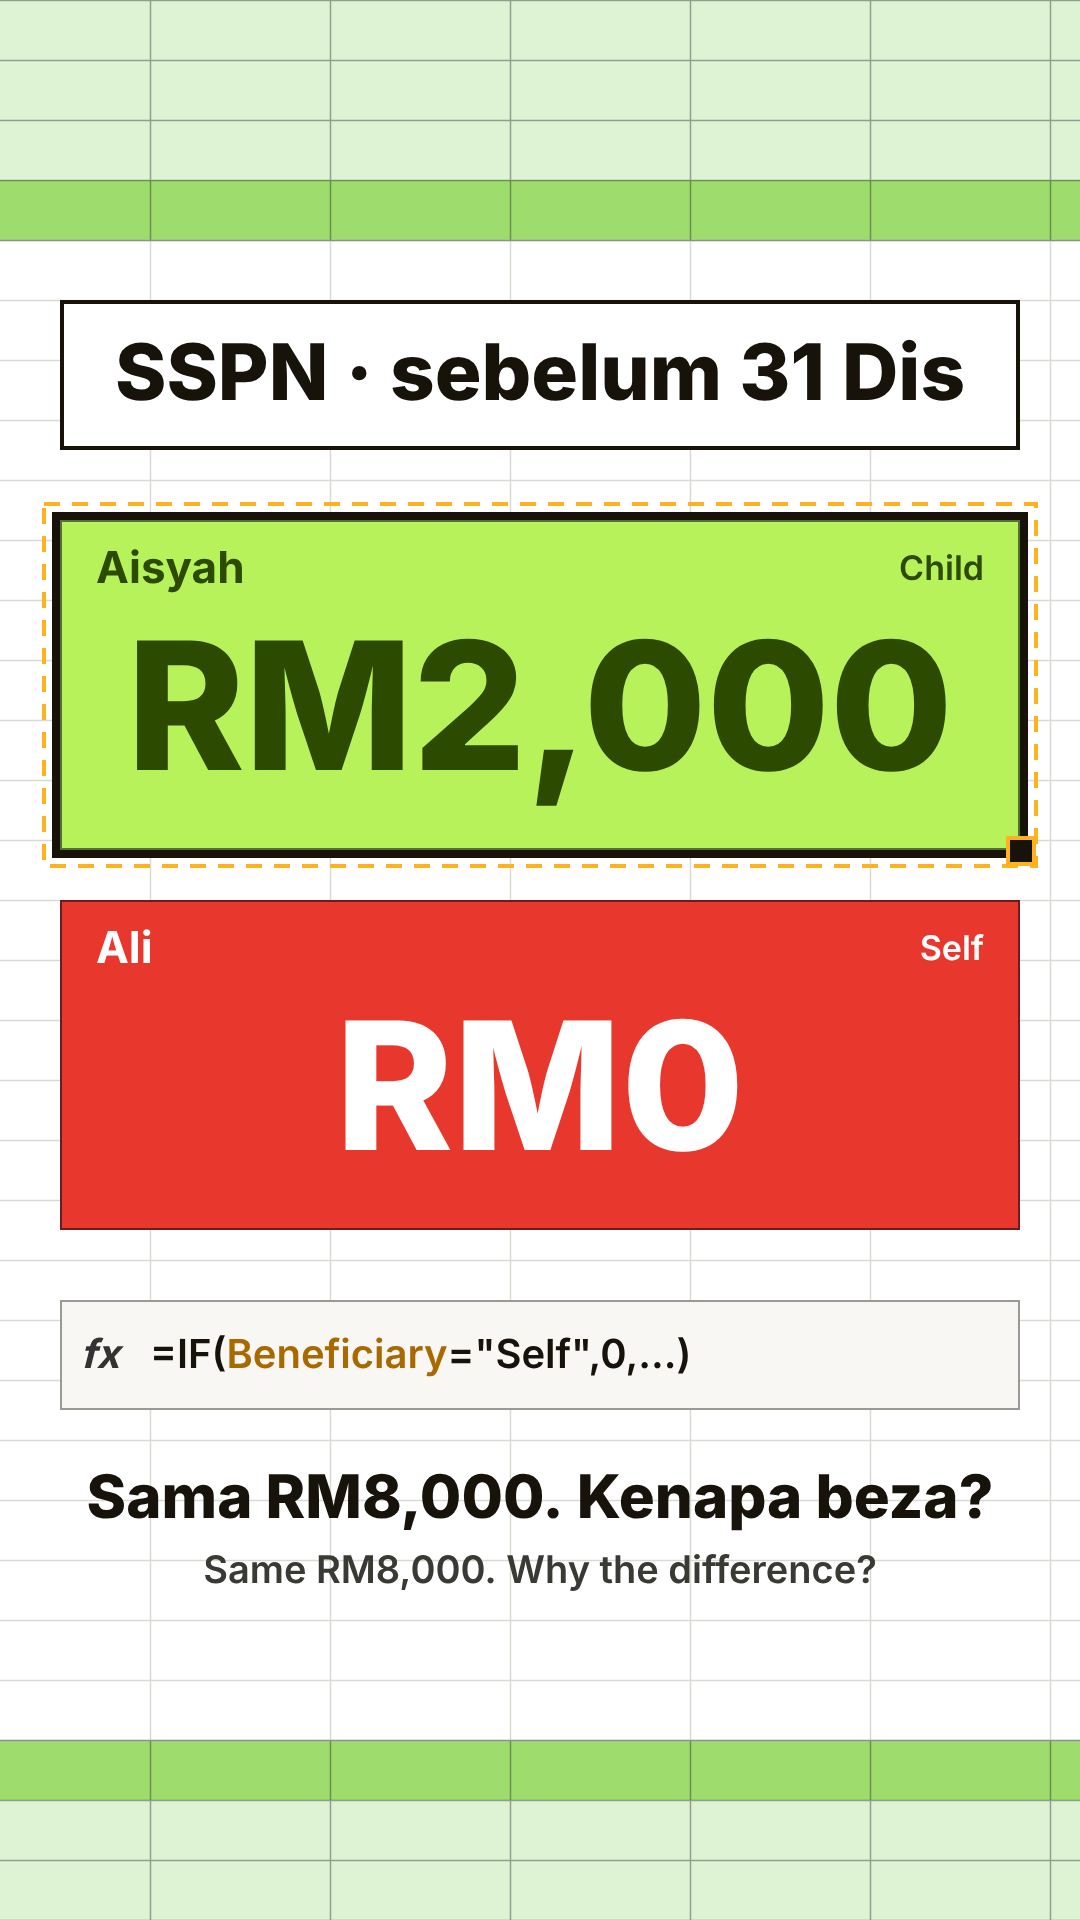 SSPN · sebelum 31 Dis
Aisyah Child
RM2,000
Ali Self
RM0
fx =IF(Beneficiary="Self",0,...)
Sama RM8,000. Kenapa beza?
Same RM8,000. Why the difference?